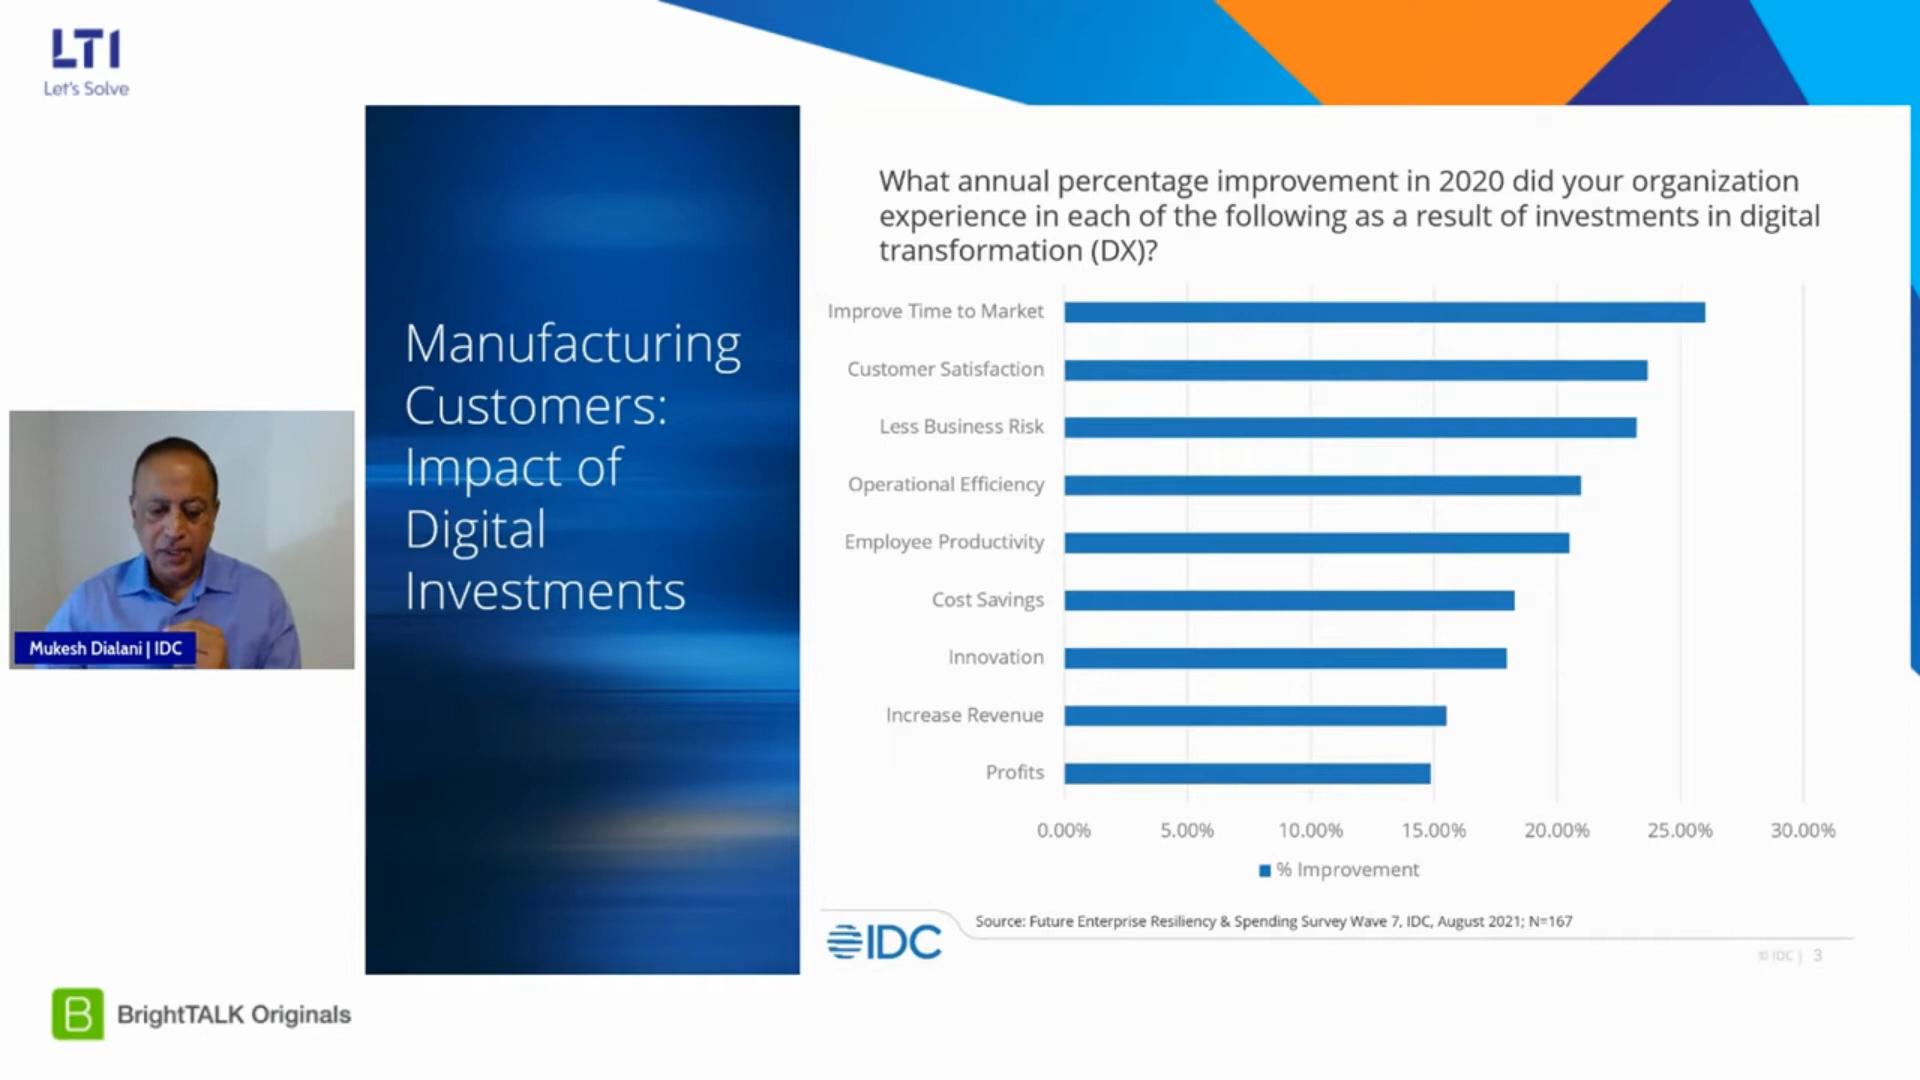 LTI
Let's Solve
Manufacturing
Customers:
Impact of
Digital
Investments
Mukesh Dialani | IDC
What annual percentage improvement in 2020 did your organization
experience in each of the following as a result of investments in digital
transformation (DX)?
Improve Time to Market
Customer Satisfaction
Less Business Risk
Operational Efficiency
Employee Productivity
Cost Savings
Innovation
Increase Revenue
Profits
0.00% 5.00% 10.00% 15.00% 20.00% 25.00% 30.00%
% Improvement
IDC
Source: Future Enterprise Resiliency & Spending Survey Wave 7, IDC, August 2021; N=167
© IDC | 3
B BrightTALK Originals